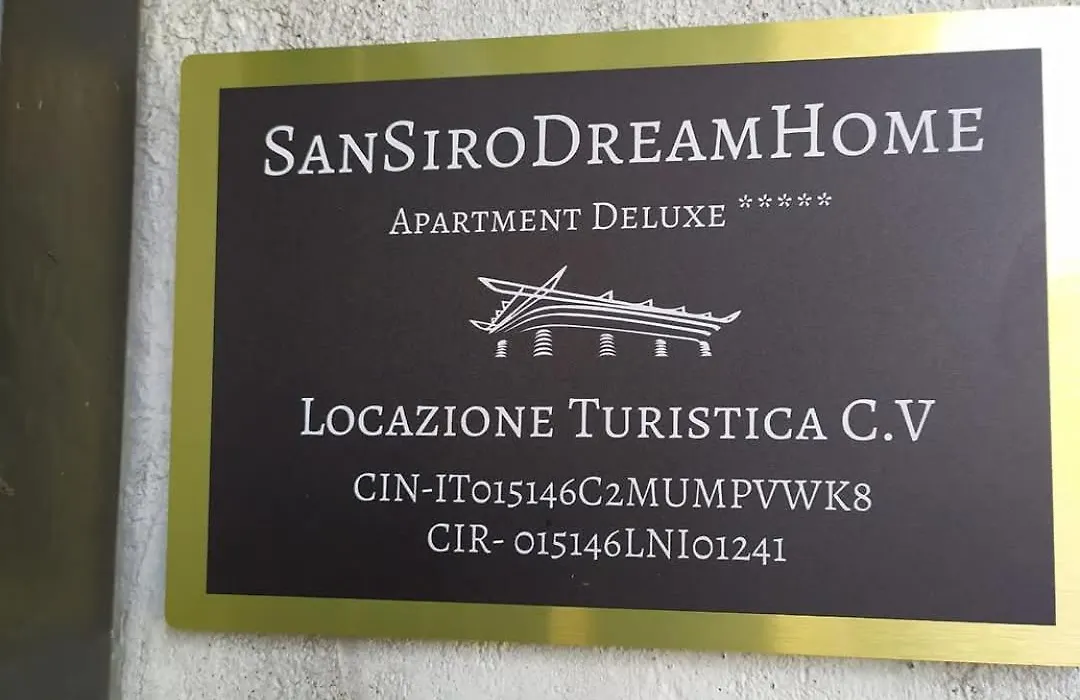 SanSiroDreamHome
Apartment Deluxe *****
Locazione Turistica C.V
CIN-IT015146C2MUMPVWK8
CIR- 015146LNI01241